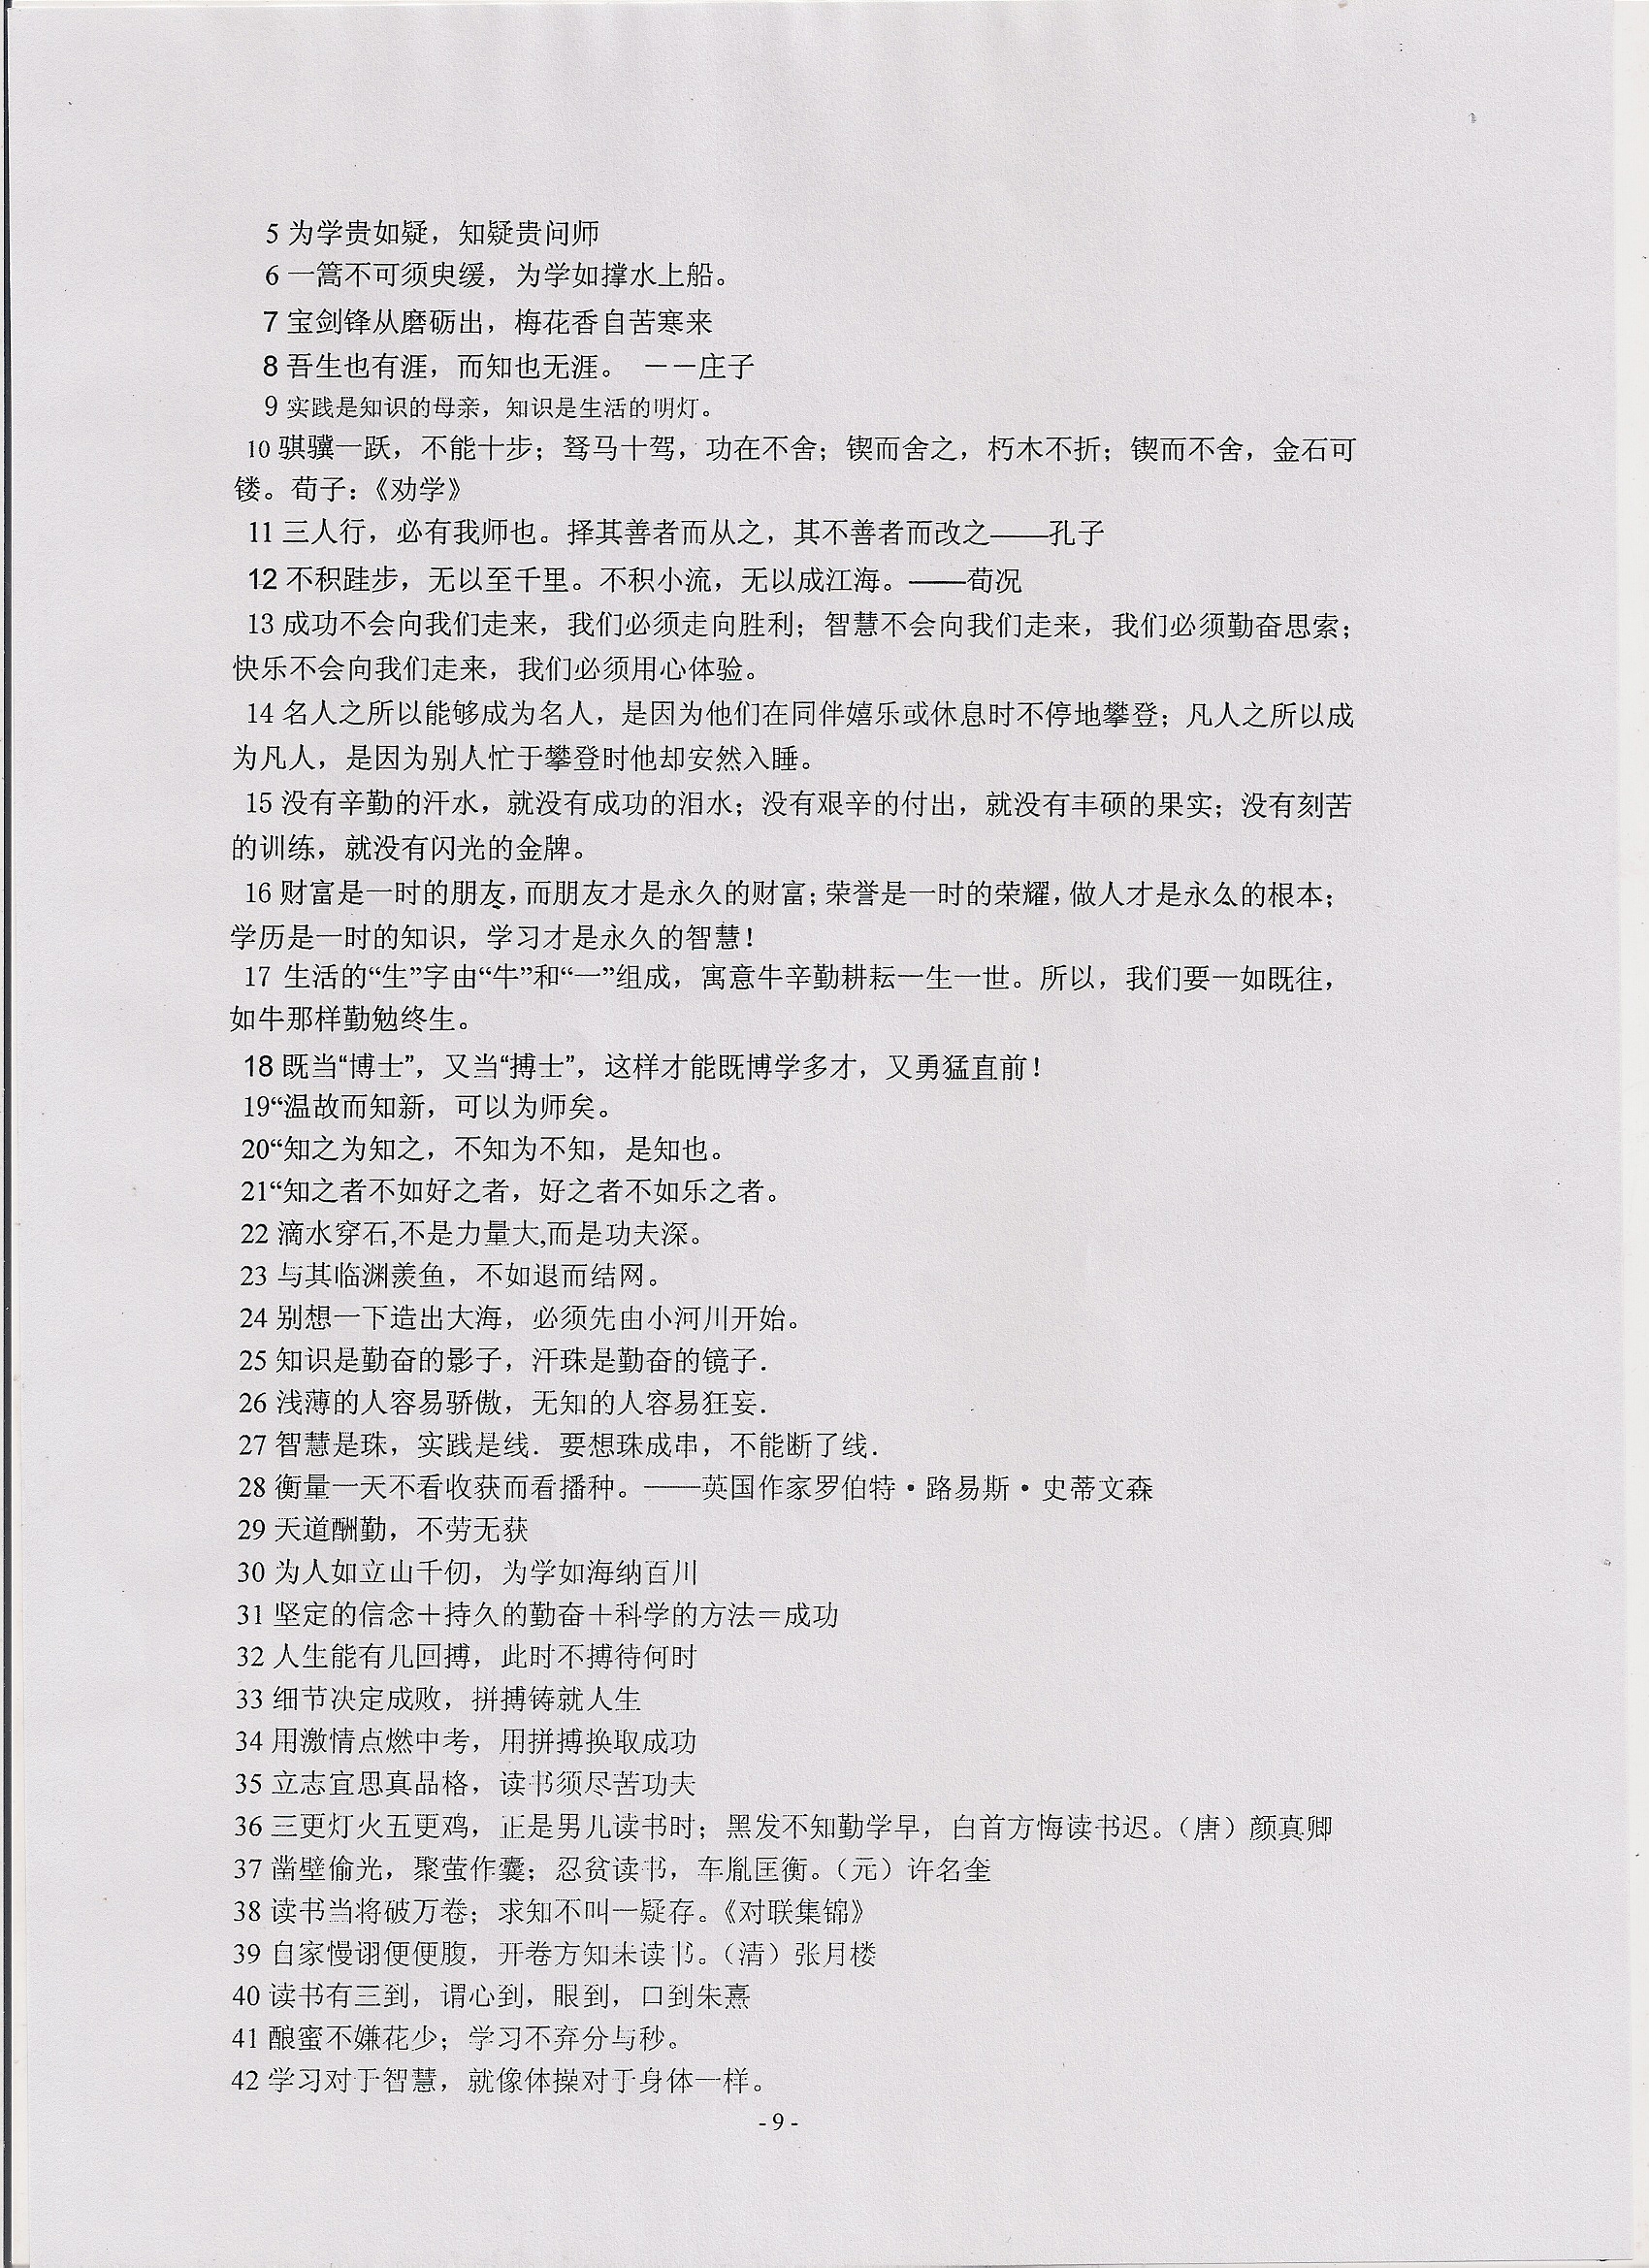 5 为学贵如疑，知疑贵问师
6 一篙不可须臾缓，为学如撑水上船。
7 宝剑锋从磨砺出，梅花香自苦寒来
8 吾生也有涯，而知也无涯。 －－庄子
9 实践是知识的母亲，知识是生活的明灯。
10 骐骥一跃，不能十步；驽马十驾，功在不舍；锲而舍之，朽木不折；锲而不舍，金石可
镂。荀子：《劝学》
11 三人行，必有我师也。择其善者而从之，其不善者而改之——孔子
12 不积跬步，无以至千里。不积小流，无以成江海。——荀况
13 成功不会向我们走来，我们必须走向胜利；智慧不会向我们走来，我们必须勤奋思索；
快乐不会向我们走来，我们必须用心体验。
14 名人之所以能够成为名人，是因为他们在同伴嬉乐或休息时不停地攀登；凡人之所以成
为凡人，是因为别人忙于攀登时他却安然入睡。
15 没有辛勤的汗水，就没有成功的泪水；没有艰辛的付出，就没有丰硕的果实；没有刻苦
的训练，就没有闪光的金牌。
16 财富是一时的朋友，而朋友才是永久的财富；荣誉是一时的荣耀，做人才是永久的根本；
学历是一时的知识，学习才是永久的智慧！
17 生活的“生”字由“牛”和“一”组成，寓意牛辛勤耕耘一生一世。所以，我们要一如既往，
如牛那样勤勉终生。
18 既当“博士”，又当“搏士”，这样才能既博学多才，又勇猛直前！
19“温故而知新，可以为师矣。
20“知之为知之，不知为不知，是知也。
21“知之者不如好之者，好之者不如乐之者。
22 滴水穿石,不是力量大,而是功夫深。
23 与其临渊羡鱼，不如退而结网。
24 别想一下造出大海，必须先由小河川开始。
25 知识是勤奋的影子，汗珠是勤奋的镜子．
26 浅薄的人容易骄傲，无知的人容易狂妄．
27 智慧是珠，实践是线．要想珠成串，不能断了线．
28 衡量一天不看收获而看播种。——英国作家罗伯特·路易斯·史蒂文森
29 天道酬勤，不劳无获
30 为人如立山千仞，为学如海纳百川
31 坚定的信念＋持久的勤奋＋科学的方法＝成功
32 人生能有几回搏，此时不搏待何时
33 细节决定成败，拼搏铸就人生
34 用激情点燃中考，用拼搏换取成功
35 立志宜思真品格，读书须尽苦功夫
36 三更灯火五更鸡，正是男儿读书时；黑发不知勤学早，白首方悔读书迟。（唐）颜真卿
37 凿壁偷光，聚萤作囊；忍贫读书，车胤匡衡。（元）许名奎
38 读书当将破万卷；求知不叫一疑存。《对联集锦》
39 自家慢诩便便腹，开卷方知未读书。（清）张月楼
40 读书有三到，谓心到，眼到，口到朱熹
41 酿蜜不嫌花少；学习不弃分与秒。
42 学习对于智慧，就像体操对于身体一样。
- 9 -